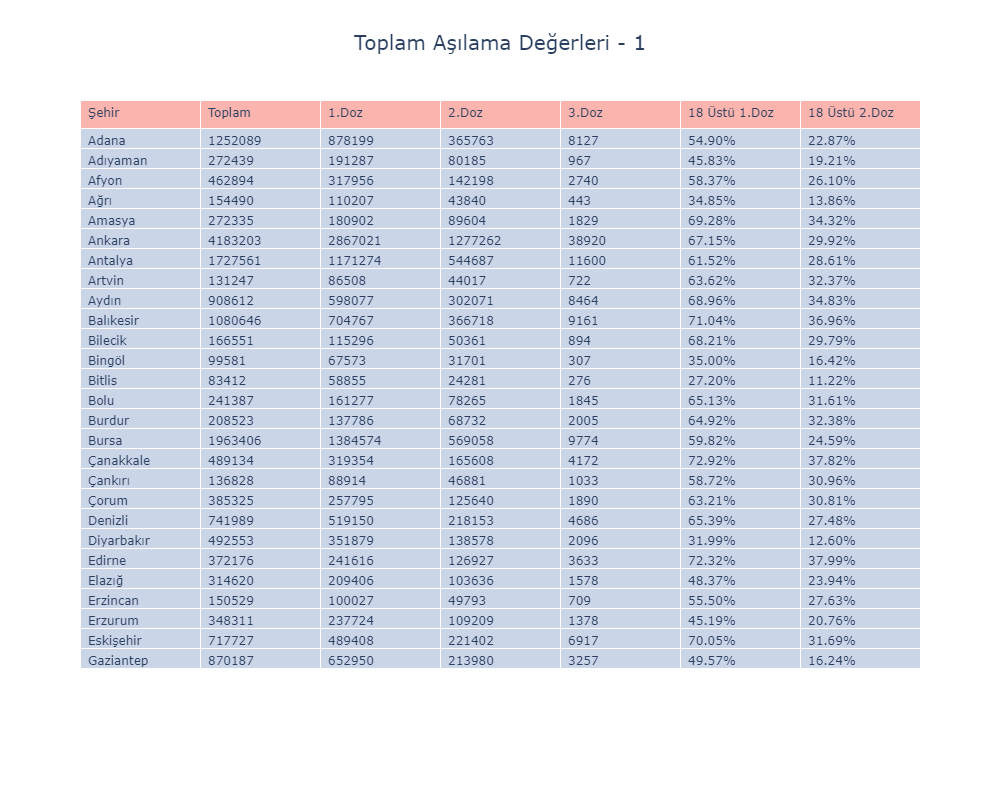 Toplam Aşılama Değerleri - 1
Şehir Toplam 1.Doz 2.Doz 3.Doz 18 Üstü 1.Doz 18 Üstü 2.Doz
Adana 1252089 878199 365763 8127 54.90% 22.87%
Adıyaman 272439 191287 80185 967 45.83% 19.21%
Afyon 462894 317956 142198 2740 58.37% 26.10%
Ağrı 154490 110207 43840 443 34.85% 13.86%
Amasya 272335 180902 89604 1829 69.28% 34.32%
Ankara 4183203 2867021 1277262 38920 67.15% 29.92%
Antalya 1727561 1171274 544687 11600 61.52% 28.61%
Artvin 131247 86508 44017 722 63.62% 32.37%
Aydın 908612 598077 302071 8464 68.96% 34.83%
Balıkesir 1080646 704767 366718 9161 71.04% 36.96%
Bilecik 166551 115296 50361 894 68.21% 29.79%
Bingöl 99581 67573 31701 307 35.00% 16.42%
Bitlis 83412 58855 24281 276 27.20% 11.22%
Bolu 241387 161277 78265 1845 65.13% 31.61%
Burdur 208523 137786 68732 2005 64.92% 32.38%
Bursa 1963406 1384574 569058 9774 59.82% 24.59%
Çanakkale 489134 319354 165608 4172 72.92% 37.82%
Çankırı 136828 88914 46881 1033 58.72% 30.96%
Çorum 385325 257795 125640 1890 63.21% 30.81%
Denizli 741989 519150 218153 4686 65.39% 27.48%
Diyarbakır 492553 351879 138578 2096 31.99% 12.60%
Edirne 372176 241616 126927 3633 72.32% 37.99%
Elazığ 314620 209406 103636 1578 48.37% 23.94%
Erzincan 150529 100027 49793 709 55.50% 27.63%
Erzurum 348311 237724 109209 1378 45.19% 20.76%
Eskişehir 717727 489408 221402 6917 70.05% 31.69%
Gaziantep 870187 652950 213980 3257 49.57% 16.24%